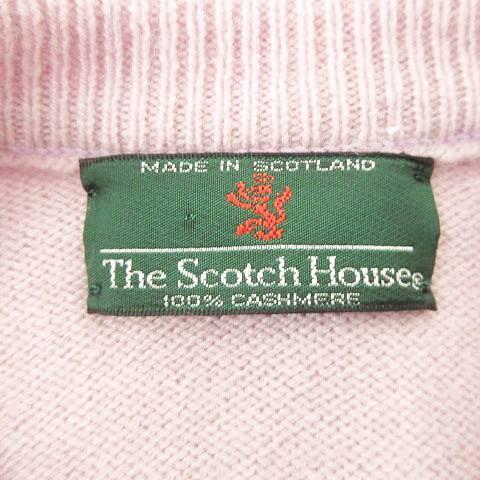 MADE IN SCOTLAND
The Scotch House®
100% CASHMERE